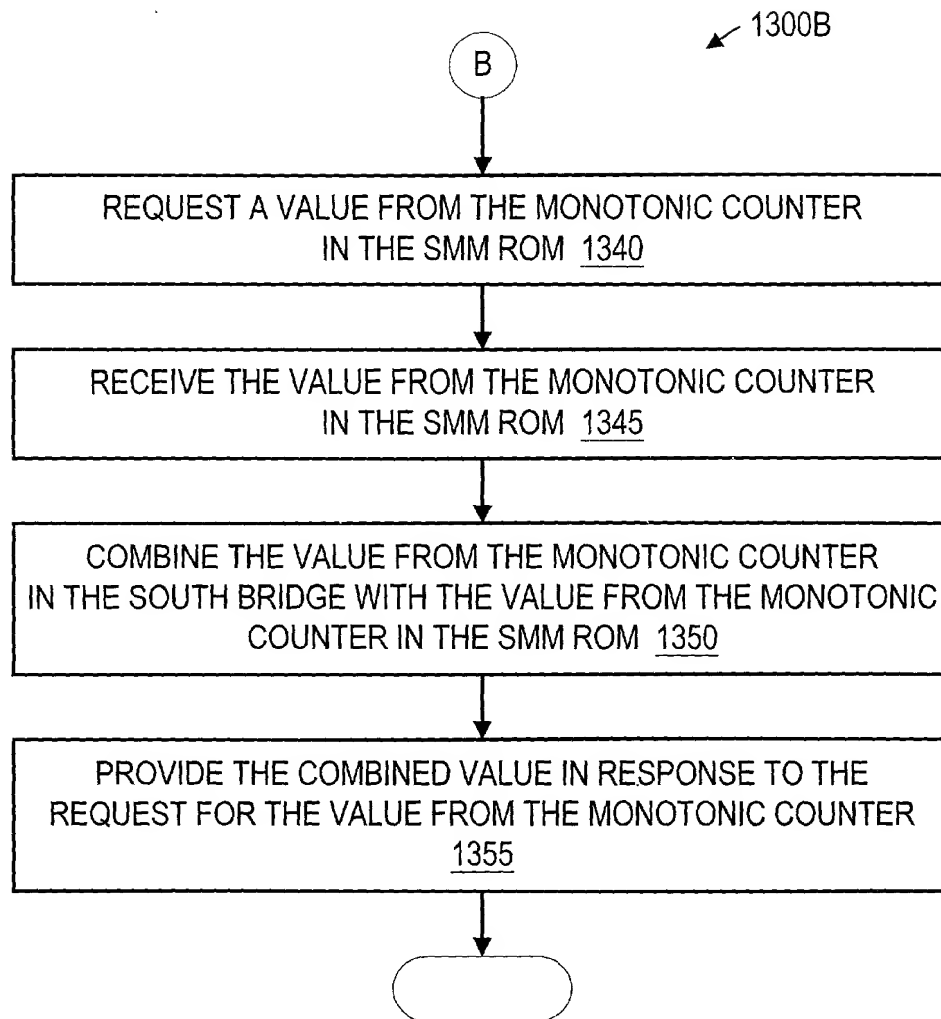 1300B
B
REQUEST A VALUE FROM THE MONOTONIC COUNTER
IN THE SMM ROM 1340
RECEIVE THE VALUE FROM THE MONOTONIC COUNTER
IN THE SMM ROM 1345
COMBINE THE VALUE FROM THE MONOTONIC COUNTER
IN THE SOUTH BRIDGE WITH THE VALUE FROM THE MONOTONIC
COUNTER IN THE SMM ROM 1350
PROVIDE THE COMBINED VALUE IN RESPONSE TO THE
REQUEST FOR THE VALUE FROM THE MONOTONIC COUNTER
1355